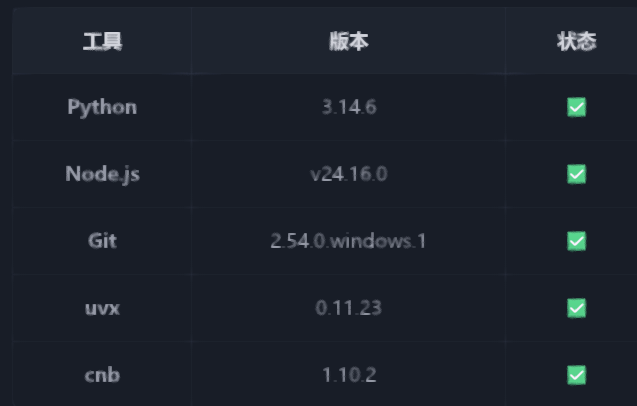 工具 版本 状态
Python 3.14.6 ✅
Node.js v24.16.0 ✅
Git 2.54.0.windows.1 ✅
uvx 0.11.23 ✅
cnb 1.10.2 ✅